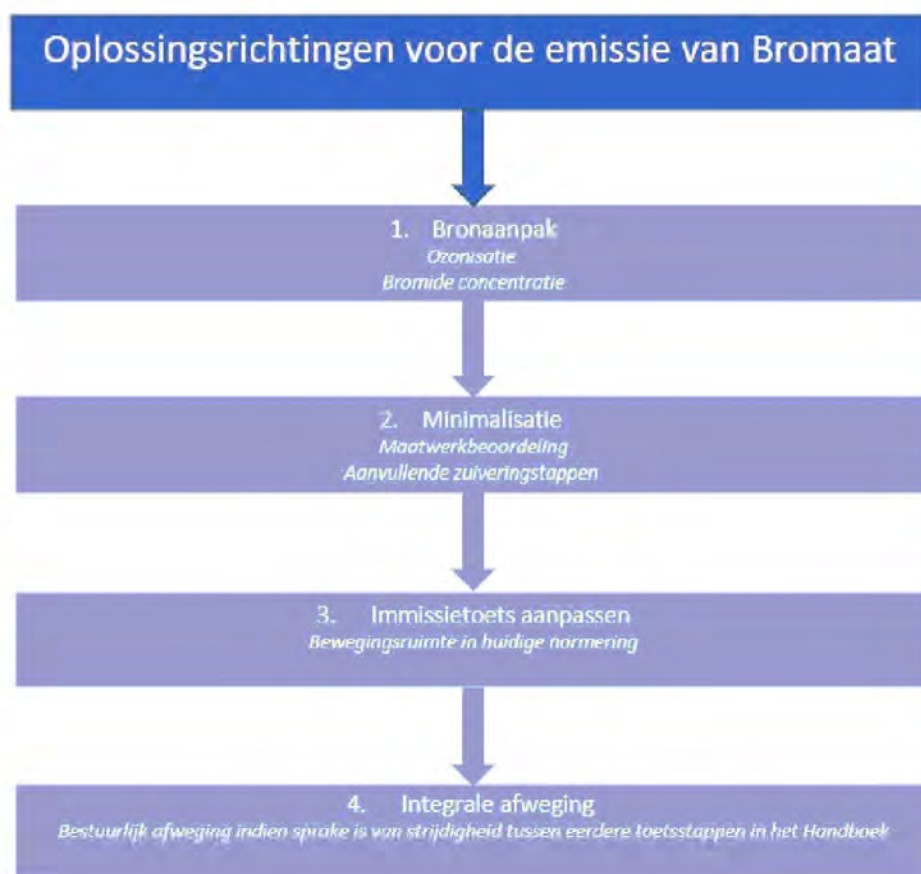 Oplossingsrichtingen voor de emissie van Bromaat
1. Bronaanpak
Ozonisatie
Bromide concentratie
2. Minimalisatie
Maatwerkbeoordeling
Aanvullende zuiveringstappen
3. Immissietoets aanpassen
Bewegingsruimte in huidige normering
4. Integrale afweging
Bestuurlijk afweging indien sprake is van strijdigheid tussen eerdere toetsstappen in het Handboek